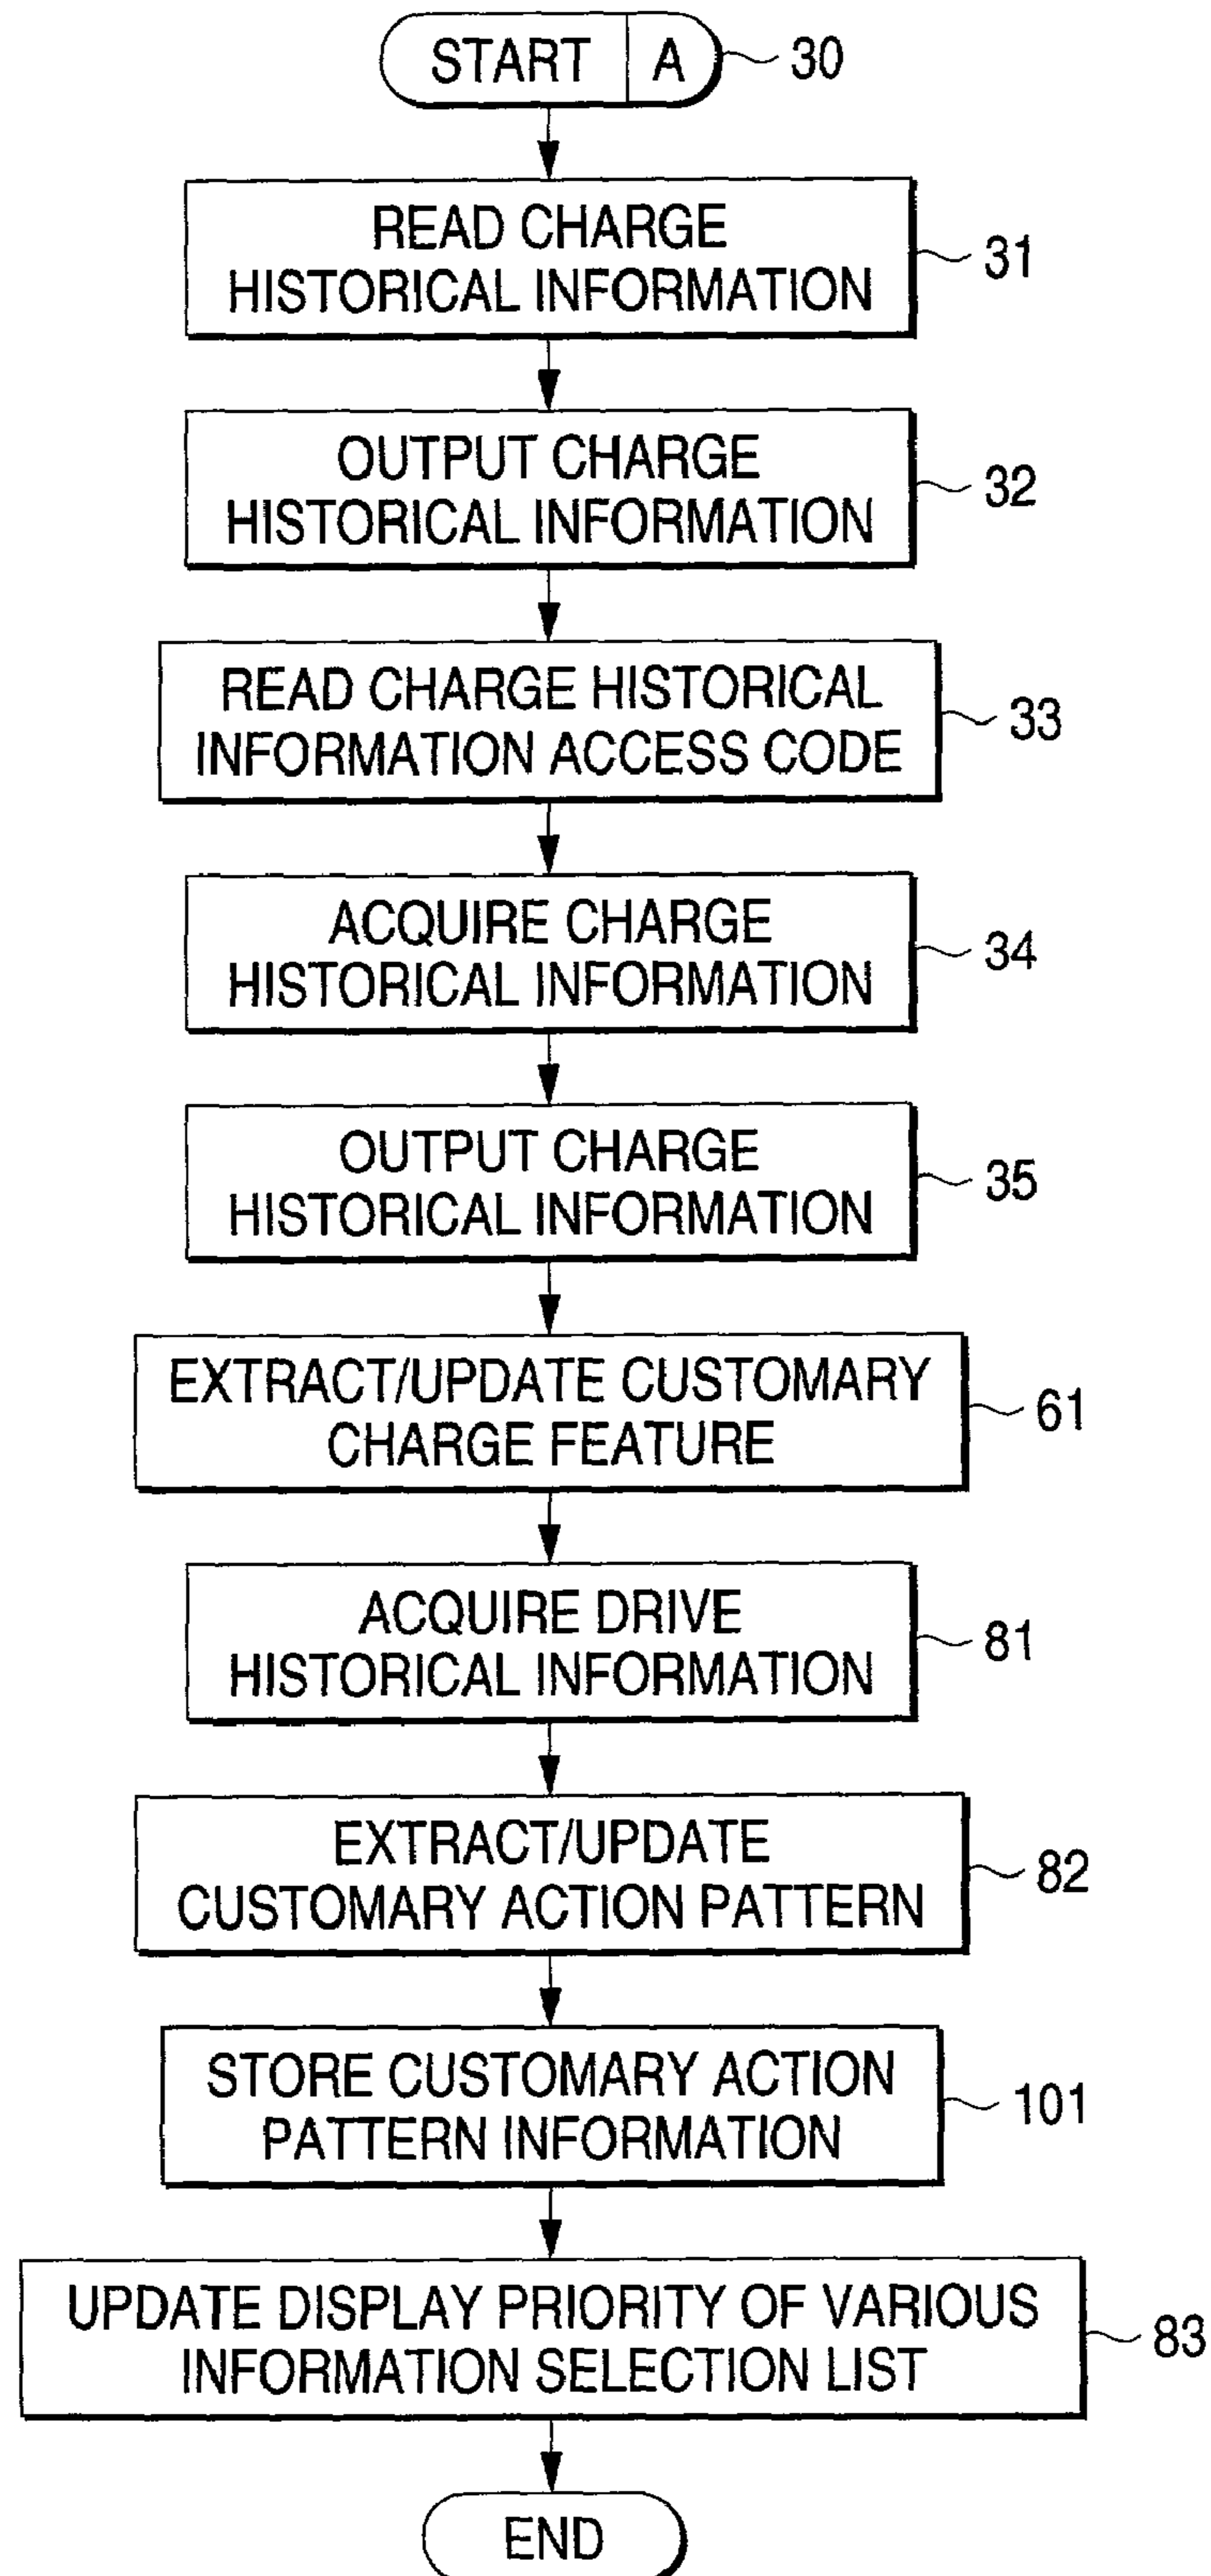 START A 30
READ CHARGE
HISTORICAL INFORMATION
31
OUTPUT CHARGE
HISTORICAL INFORMATION
32
READ CHARGE HISTORICAL
INFORMATION ACCESS CODE
33
ACQUIRE CHARGE
HISTORICAL INFORMATION
34
OUTPUT CHARGE
HISTORICAL INFORMATION
35
EXTRACT/UPDATE CUSTOMARY
CHARGE FEATURE
61
ACQUIRE DRIVE
HISTORICAL INFORMATION
81
EXTRACT/UPDATE
CUSTOMARY ACTION PATTERN
82
STORE CUSTOMARY ACTION
PATTERN INFORMATION
101
UPDATE DISPLAY PRIORITY OF VARIOUS
INFORMATION SELECTION LIST
83
END